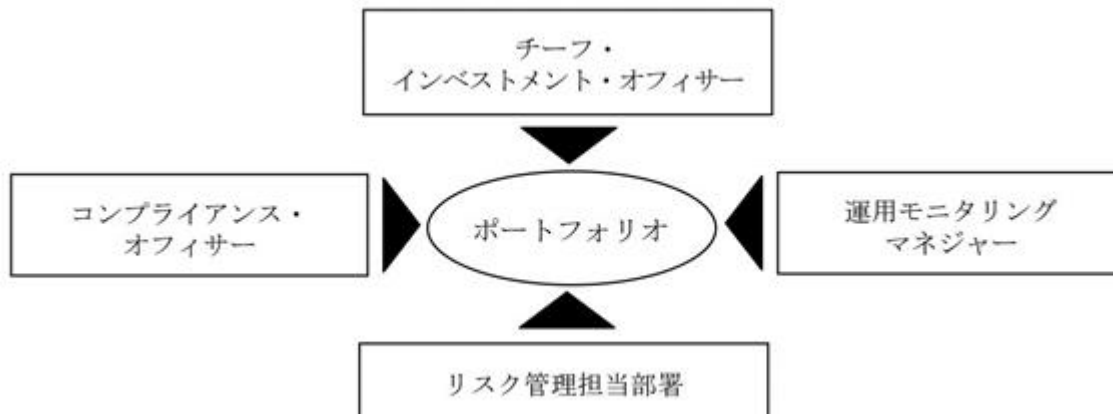 チーフ・
インベストメント・オフィサー
コンプライアンス・
オフィサー
ポートフォリオ
運用モニタリング
マネジャー
リスク管理担当部署